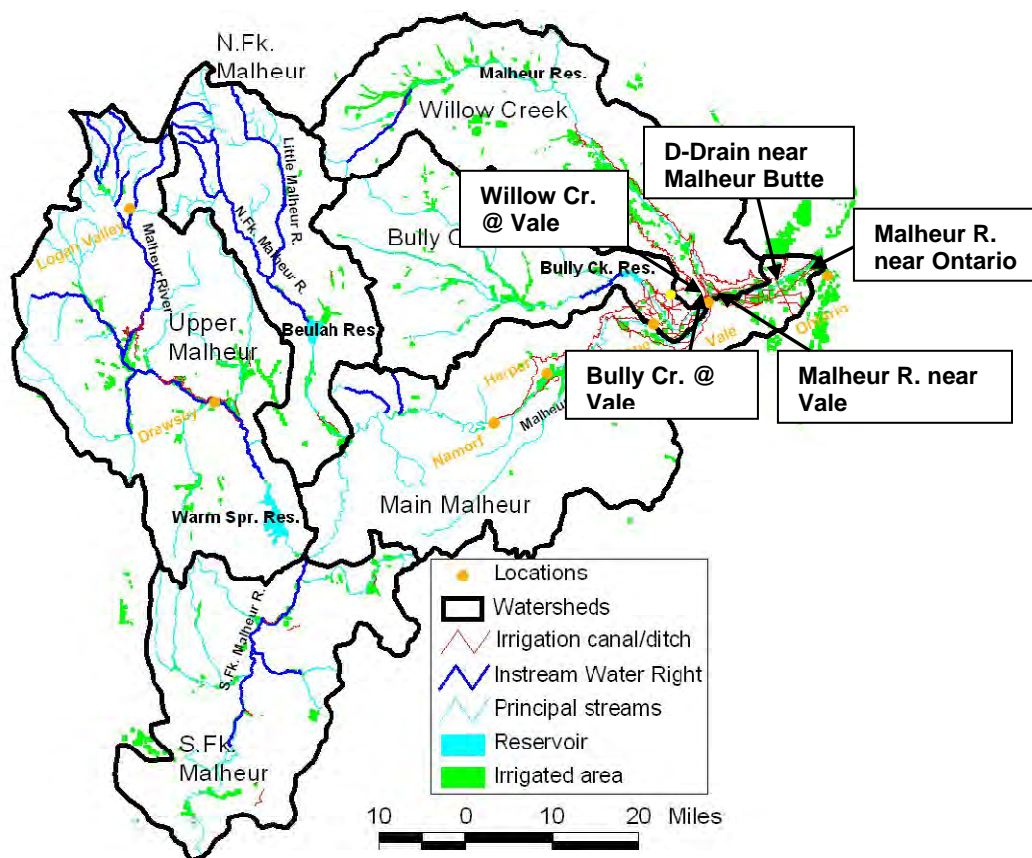 N.Fk.
Malheur
Malheur Res.
Willow Creek
D-Drain near
Malheur Butte
Willow Cr.
@ Vale
Little Malheur R.
N.Fk. Malheur R.
Logan Valley
Malheur River
Bully C
Malheur R.
near Ontario
Bully Ck. Res.
Upper
Malheur
Beulah Res.
Ontario
Vale
Harper
Bully Cr. @
Vale
Malheur R. near
Vale
Drewsey
Namorf
Malheur
Main Malheur
Warm Spr. Res.
S.Fk. Malheur R.
S.Fk.
Malheur
Locations
Watersheds
Irrigation canal/ditch
Instream Water Right
Principal streams
Reservoir
Irrigated area
10 0 10 20 Miles